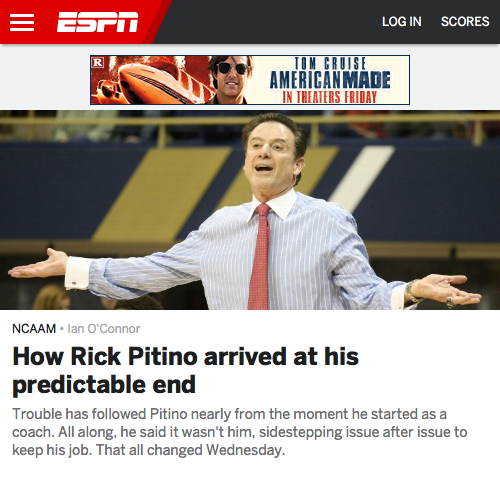 ESPN
LOG IN SCORES
R
TOM CRUISE
AMERICAN MADE
IN THEATERS FRIDAY
NCAAM • Ian O'Connor
How Rick Pitino arrived at his
predictable end
Trouble has followed Pitino nearly from the moment he started as a
coach. All along, he said it wasn't him, sidestepping issue after issue to
keep his job. That all changed Wednesday.